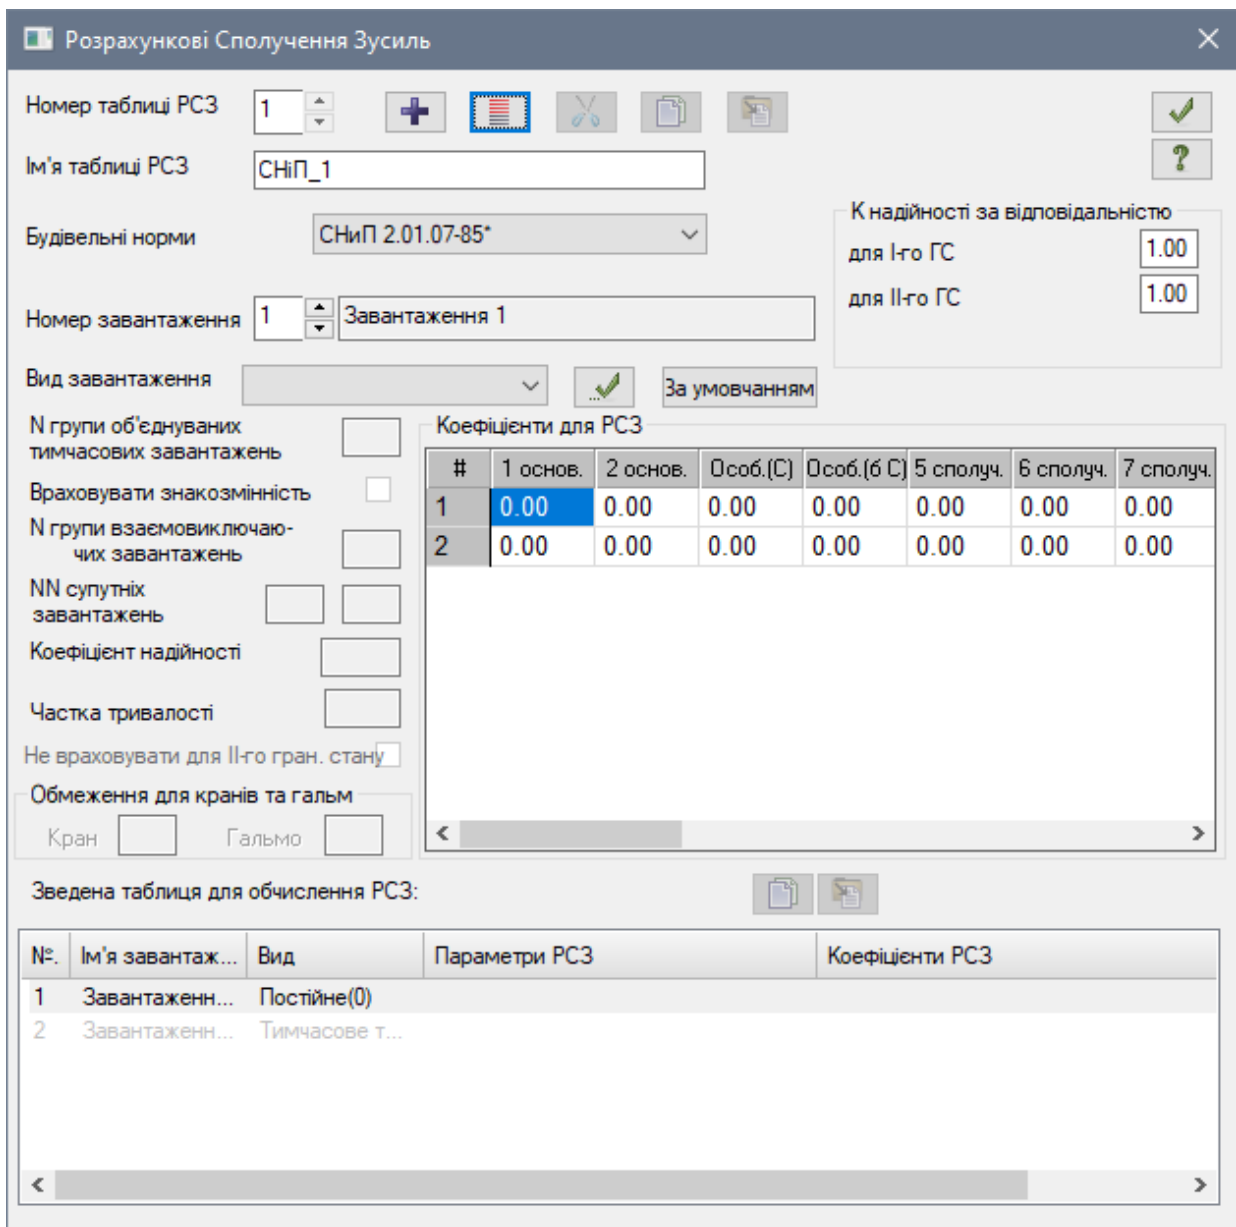 Розрахункові Сполучення Зусиль
Номер таблиці РСЗ 1
Ім'я таблиці РСЗ СНіП_1
Будівельні норми СНиП 2.01.07-85*
К надійності за відповідальністю
для I-го ГС 1.00
для II-го ГС 1.00
Номер завантаження 1 Завантаження 1
Вид завантаження За умовчанням
N групи об'єднуваних
тимчасових завантажень
Враховувати знакозмінність
N групи взаємовиключаю-
чих завантажень
NN супутніх
завантажень
Коефіцієнт надійності
Частка тривалості
Не враховувати для II-го гран. стану
Обмеження для кранів та гальм
Кран Гальмо
Коефіцієнти для РСЗ
# 1 основ. 2 основ. Особ.(С) Особ.(б С) 5 сполуч. 6 сполуч. 7 сполуч.
1 0.00 0.00 0.00 0.00 0.00 0.00 0.00
2 0.00 0.00 0.00 0.00 0.00 0.00 0.00
Зведена таблиця для обчислення РСЗ:
№. Ім'я завантаж... Вид Параметри РСЗ Коефіцієнти РСЗ
1 Завантаженн... Постійне(0)
2 Завантаженн... Тимчасове т...